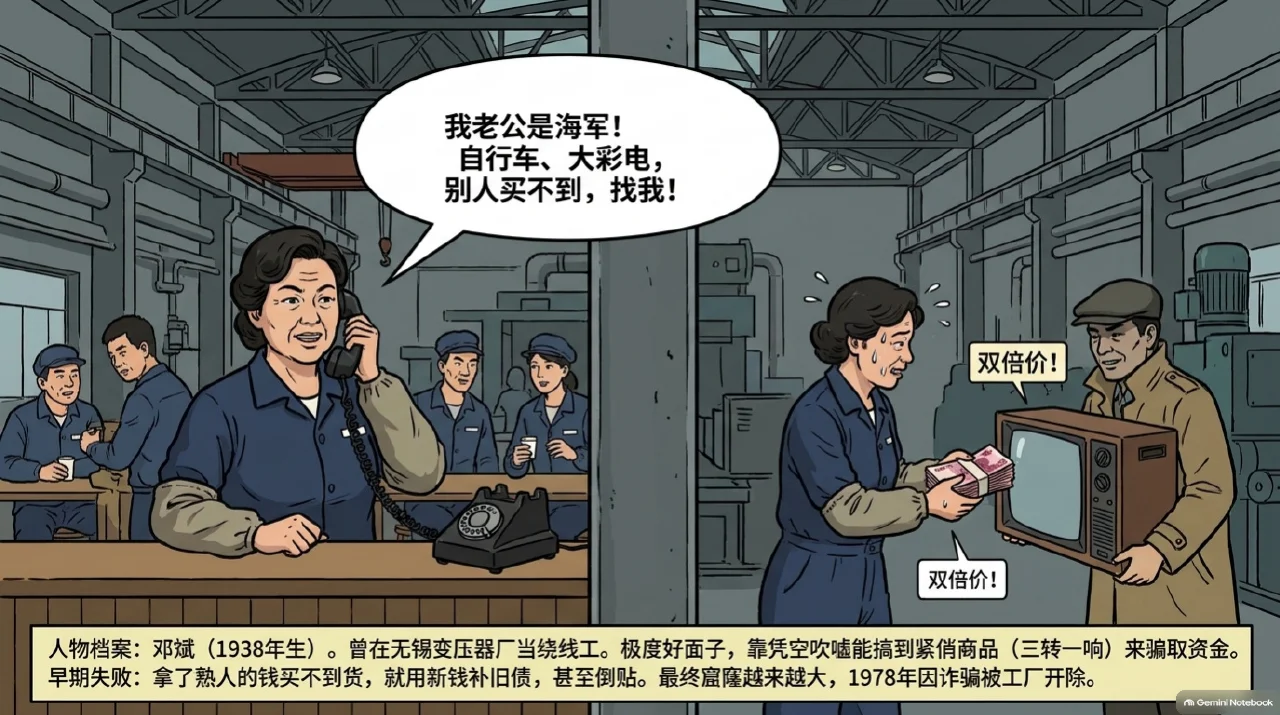 我老公是海军！
自行车、大彩电，
别人买不到，找我！
双倍价！
双倍价！
人物档案：邓斌（1938年生）。曾在无锡变压器厂当绕线工。极度好面子，靠凭空吹嘘能搞到紧俏商品（三转一响）来骗取资金。
早期失败：拿了熟人的钱买不到货，就用新钱补旧债，甚至倒贴。最终窟窿越来越大，1978年因诈骗被工厂开除。
Gemini Notebook